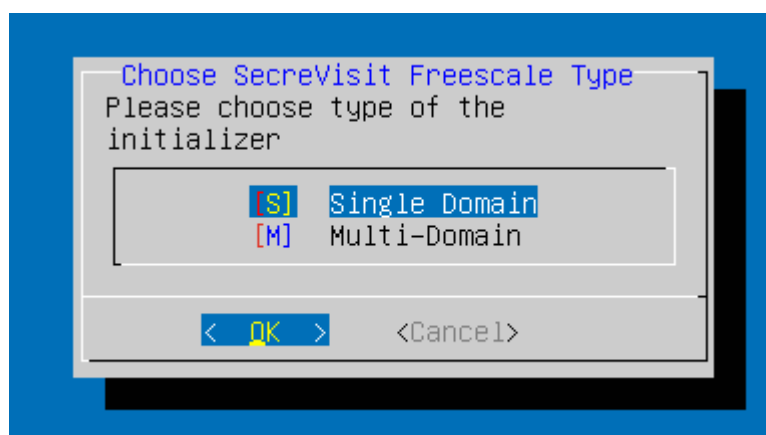 Choose SecreVisit Freescale Type
Please choose type of the
initializer
[S] Single Domain
[M] Multi-Domain
< OK > <Cancel>